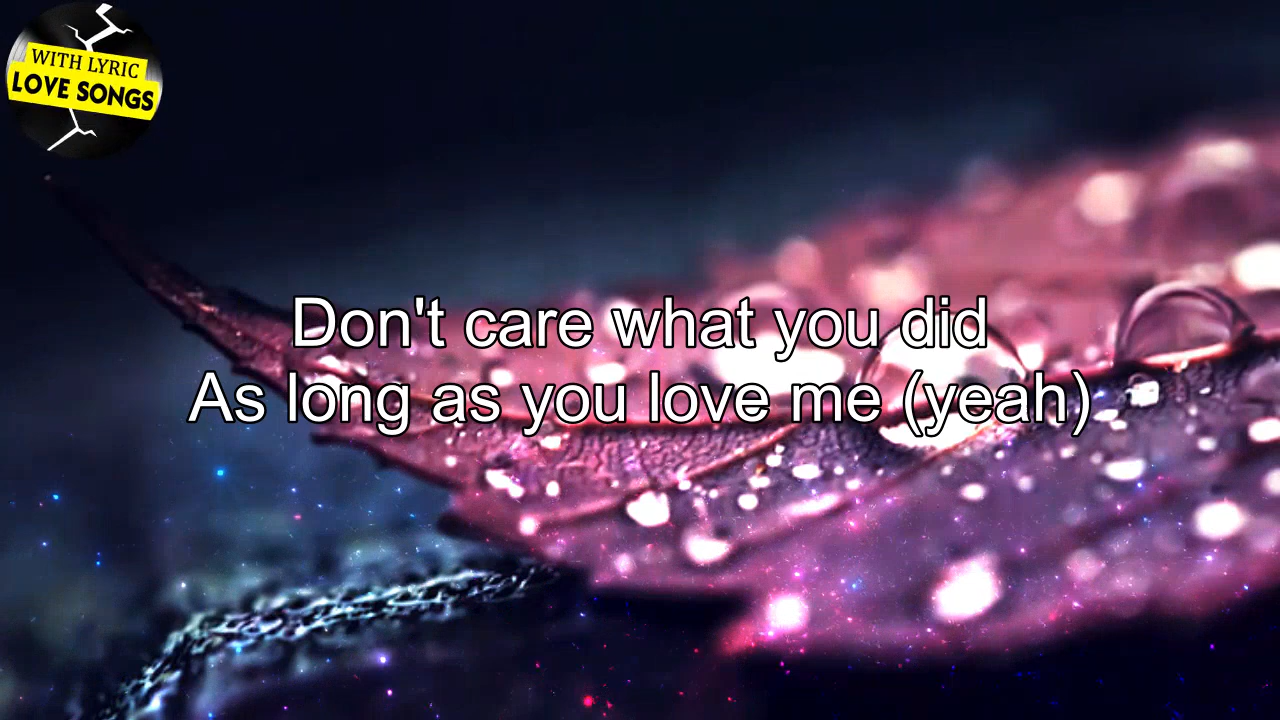 WITH LYRIC
LOVE SONGS
Don't care what you did
As long as you love me (yeah)